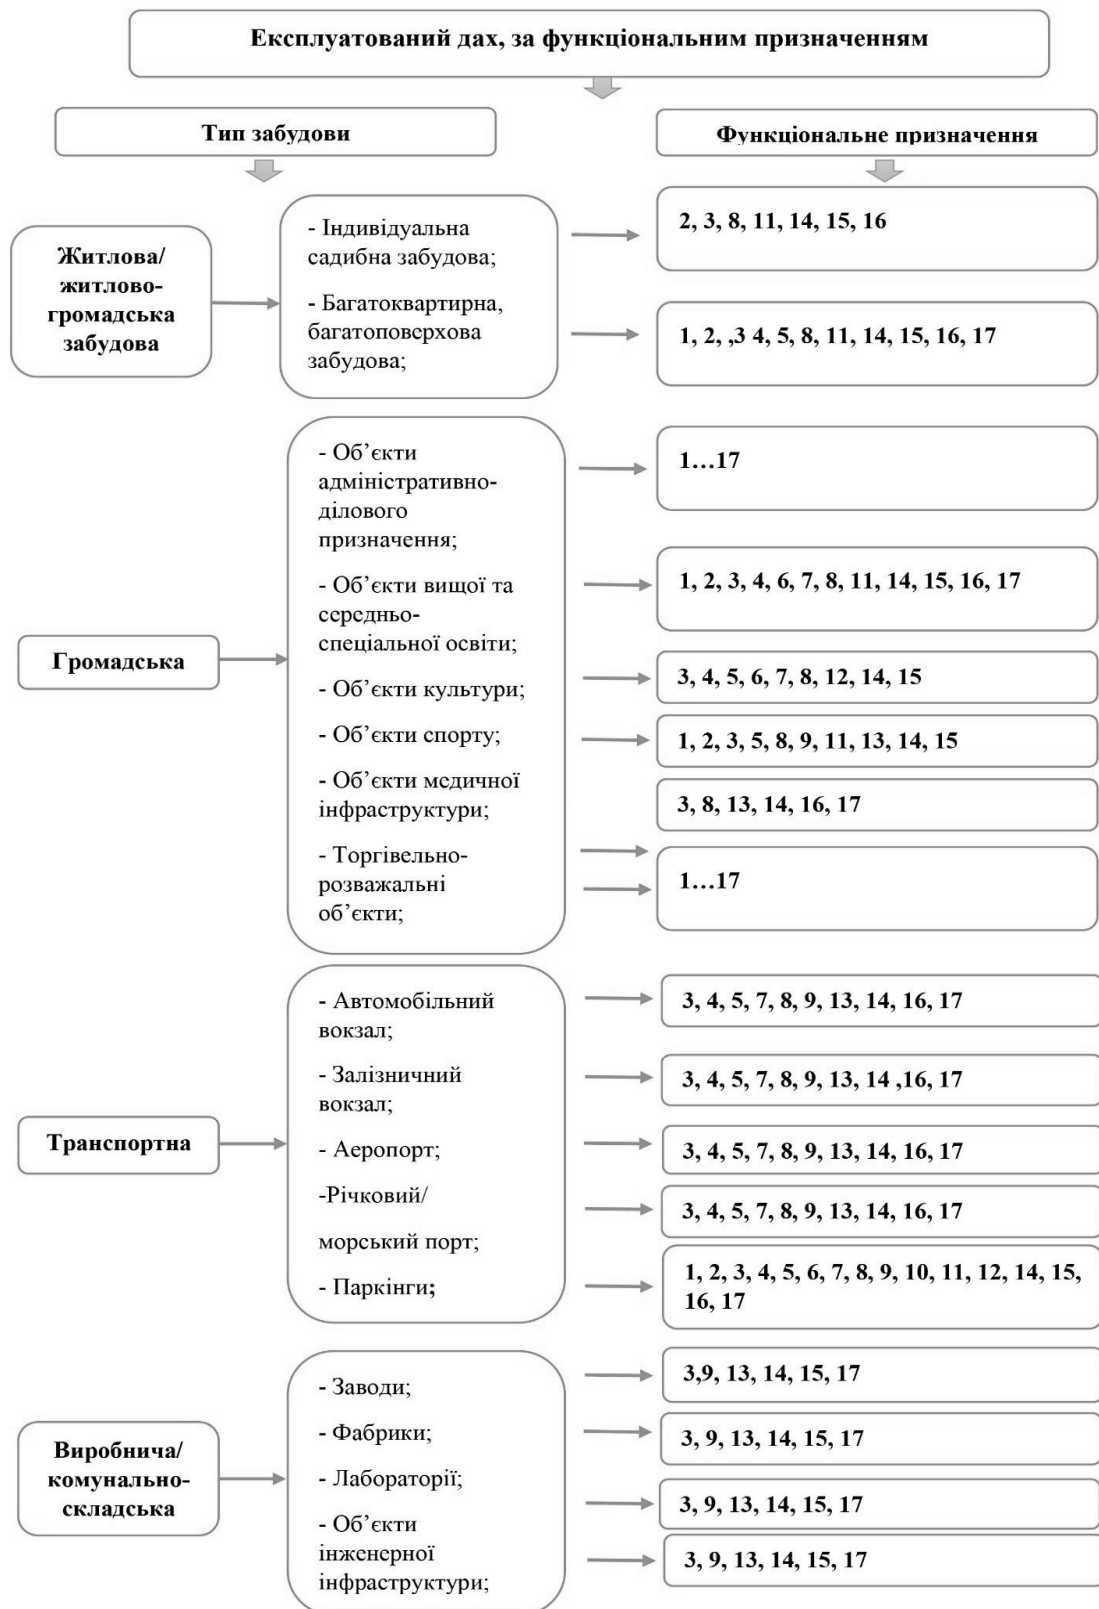 Експлуатований дах, за функціональним призначенням
Тип забудови
Функціональне призначення
Житлова/
житлово-
громадська
забудова
- Індивідуальна
садибна забудова;
- Багатоквартирна,
багатоповерхова
забудова;
2, 3, 8, 11, 14, 15, 16
1, 2, ,3 4, 5, 8, 11, 14, 15, 16, 17
Громадська
- Об’єкти
адміністративно-
ділового
призначення;
- Об’єкти вищої та
середньо-
спеціальної освіти;
- Об’єкти культури;
- Об’єкти спорту;
- Об’єкти медичної
інфраструктури;
- Торгівельно-
розважальні
об’єкти;
1…17
1, 2, 3, 4, 6, 7, 8, 11, 14, 15, 16, 17
3, 4, 5, 6, 7, 8, 12, 14, 15
1, 2, 3, 5, 8, 9, 11, 13, 14, 15
3, 8, 13, 14, 16, 17
1…17
Транспортна
- Автомобільний
вокзал;
- Залізничний
вокзал;
- Аеропорт;
-Річковий/
морський порт;
- Паркінги;
3, 4, 5, 7, 8, 9, 13, 14, 16, 17
3, 4, 5, 7, 8, 9, 13, 14 ,16, 17
3, 4, 5, 7, 8, 9, 13, 14, 16, 17
3, 4, 5, 7, 8, 9, 13, 14, 16, 17
1, 2, 3, 4, 5, 6, 7, 8, 9, 10, 11, 12, 14, 15,
16, 17
Виробнича/
комунально-
складська
- Заводи;
- Фабрики;
- Лабораторії;
- Об’єкти
інженерної
інфраструктури;
3,9, 13, 14, 15, 17
3, 9, 13, 14, 15, 17
3, 9, 13, 14, 15, 17
3, 9, 13, 14, 15, 17